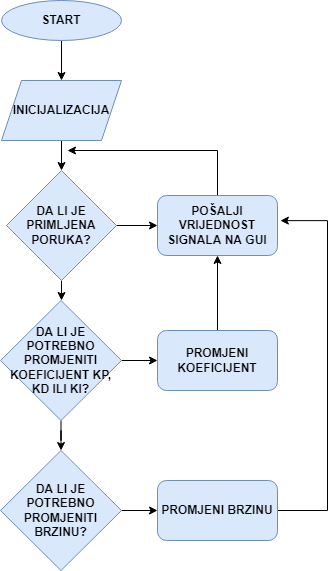 START
INICIJALIZACIJA
DA LI JE
PRIMLJENA
PORUKA?
POŠALJI
VRIJEDNOST
SIGNALA NA GUI
DA LI JE
POTREBNO
PROMJENITI
KOEFICIJENT KP,
KD ILI KI?
PROMJENI
KOEFICIJENT
DA LI JE
POTREBNO
PROMJENITI
BRZINU?
PROMJENI BRZINU